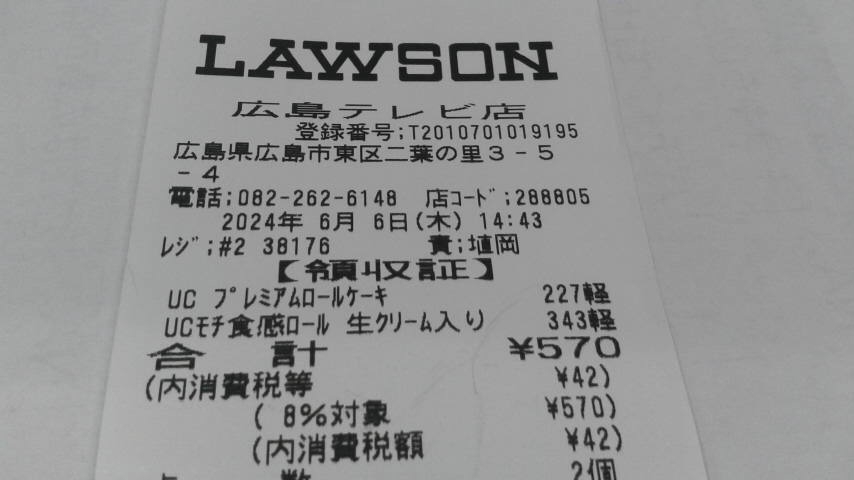 LAWSON
広島テレビ店
登録番号;T2010701019195
広島県広島市東区二葉の里3-5
-4
電話;082-262-6148 店コード;288805
2024年 6月 6日(木) 14:43
レジ;#2 38176 責;埴岡
【領収証】
UC プレミアムロールケーキ 227軽
UCモチ食感ロール 生クリーム入り 343軽
合 計 ¥570
(内消費税等 ¥42)
( 8%対象 ¥570)
(内消費税額 ¥42)
数 2個